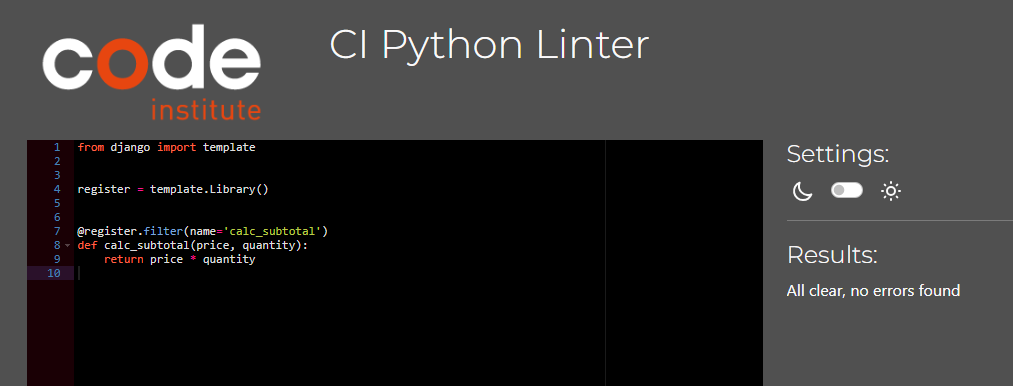 code
institute
CI Python Linter
1 from django import template
2
3
4 register = template.Library()
5
6
7 @register.filter(name='calc_subtotal')
8 def calc_subtotal(price, quantity):
9     return price * quantity
10
Settings:
Results:
All clear, no errors found